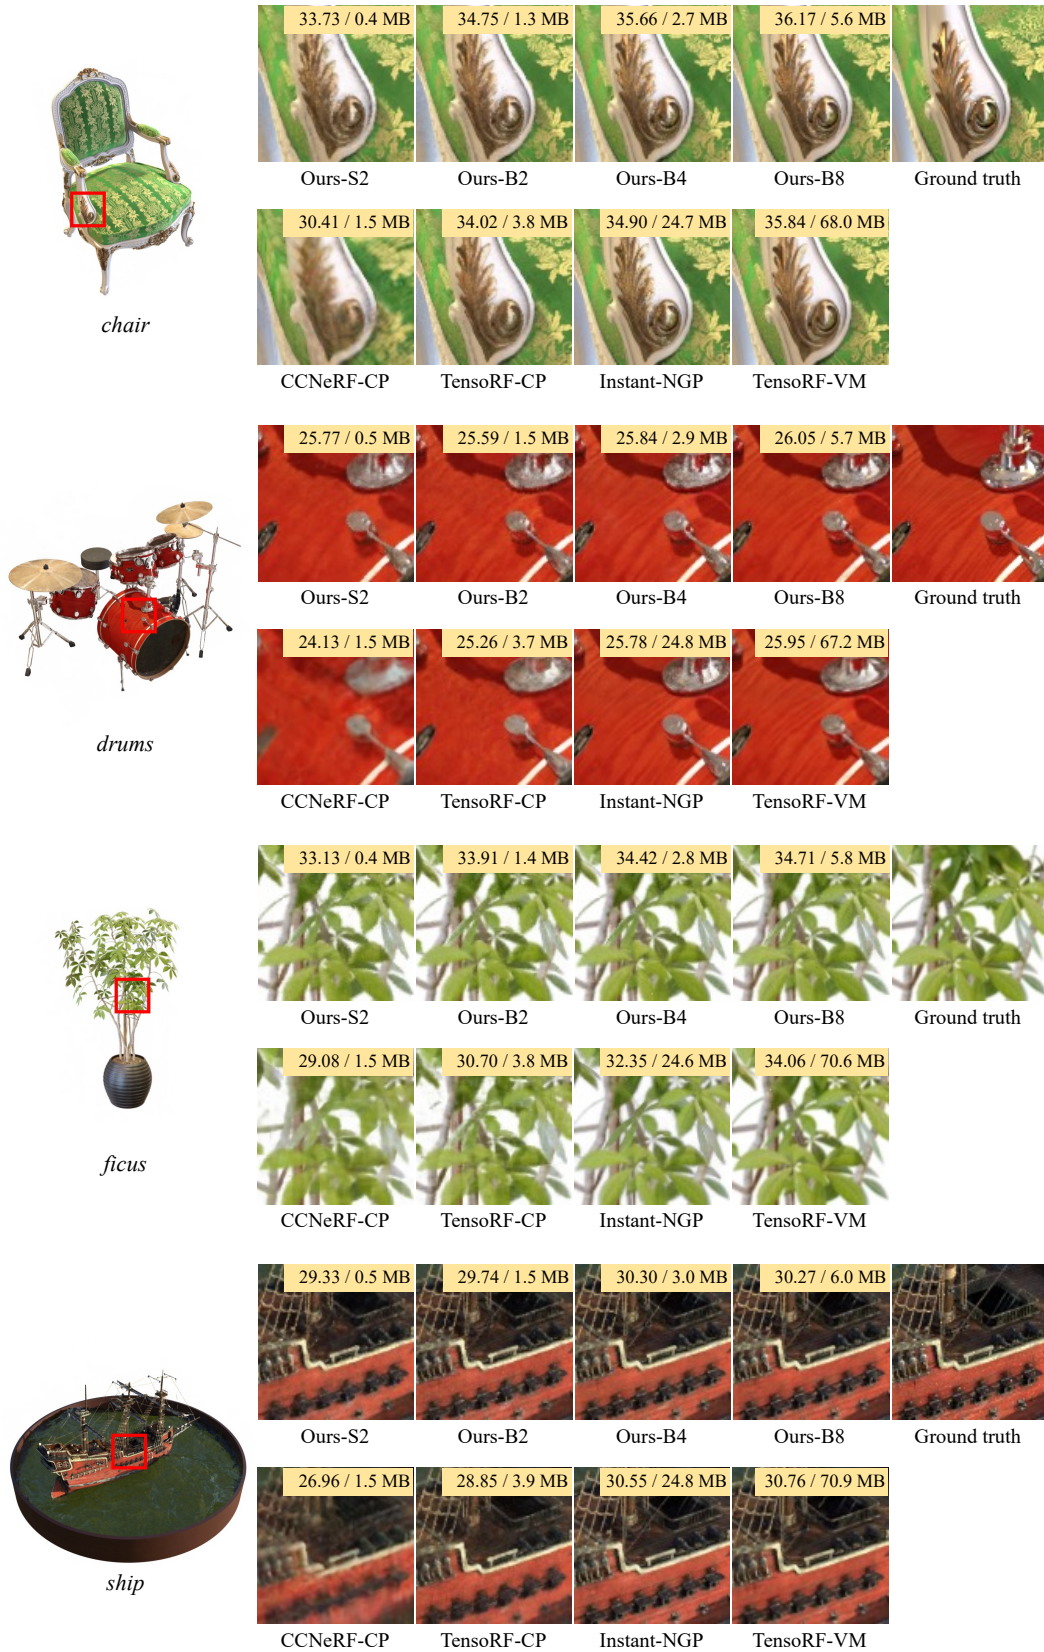 33.73 / 0.4 MB 34.75 / 1.3 MB 35.66 / 2.7 MB 36.17 / 5.6 MB
Ours-S2 Ours-B2 Ours-B4 Ours-B8 Ground truth
30.41 / 1.5 MB 34.02 / 3.8 MB 34.90 / 24.7 MB 35.84 / 68.0 MB
chair
CCNeRF-CP TensoRF-CP Instant-NGP TensoRF-VM
25.77 / 0.5 MB 25.59 / 1.5 MB 25.84 / 2.9 MB 26.05 / 5.7 MB
Ours-S2 Ours-B2 Ours-B4 Ours-B8 Ground truth
24.13 / 1.5 MB 25.26 / 3.7 MB 25.78 / 24.8 MB 25.95 / 67.2 MB
drums
CCNeRF-CP TensoRF-CP Instant-NGP TensoRF-VM
33.13 / 0.4 MB 33.91 / 1.4 MB 34.42 / 2.8 MB 34.71 / 5.8 MB
Ours-S2 Ours-B2 Ours-B4 Ours-B8 Ground truth
29.08 / 1.5 MB 30.70 / 3.8 MB 32.35 / 24.6 MB 34.06 / 70.6 MB
ficus
CCNeRF-CP TensoRF-CP Instant-NGP TensoRF-VM
29.33 / 0.5 MB 29.74 / 1.5 MB 30.30 / 3.0 MB 30.27 / 6.0 MB
Ours-S2 Ours-B2 Ours-B4 Ours-B8 Ground truth
26.96 / 1.5 MB 28.85 / 3.9 MB 30.55 / 24.8 MB 30.76 / 70.9 MB
ship
CCNeRF-CP TensoRF-CP Instant-NGP TensoRF-VM